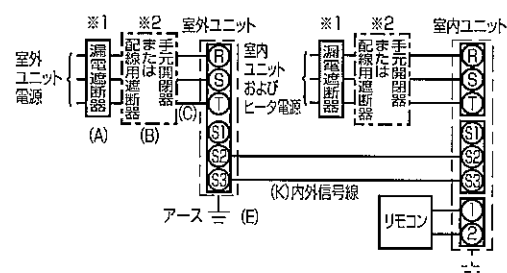 ※1
※2
室外ユニット
※1
※2
室内ユニット
室外
ユニット
電源
漏電遮断器
手元開閉器
または
配線用遮断器
(A)
(B)
(C)
R
S
T
S1
S2
S3
アース
(E)
室内
ユニット
および
ヒータ電源
漏電遮断器
手元開閉器
または
配線用遮断器
R
S
T
S1
S2
S3
(K)内外信号線
リモコン
1
2